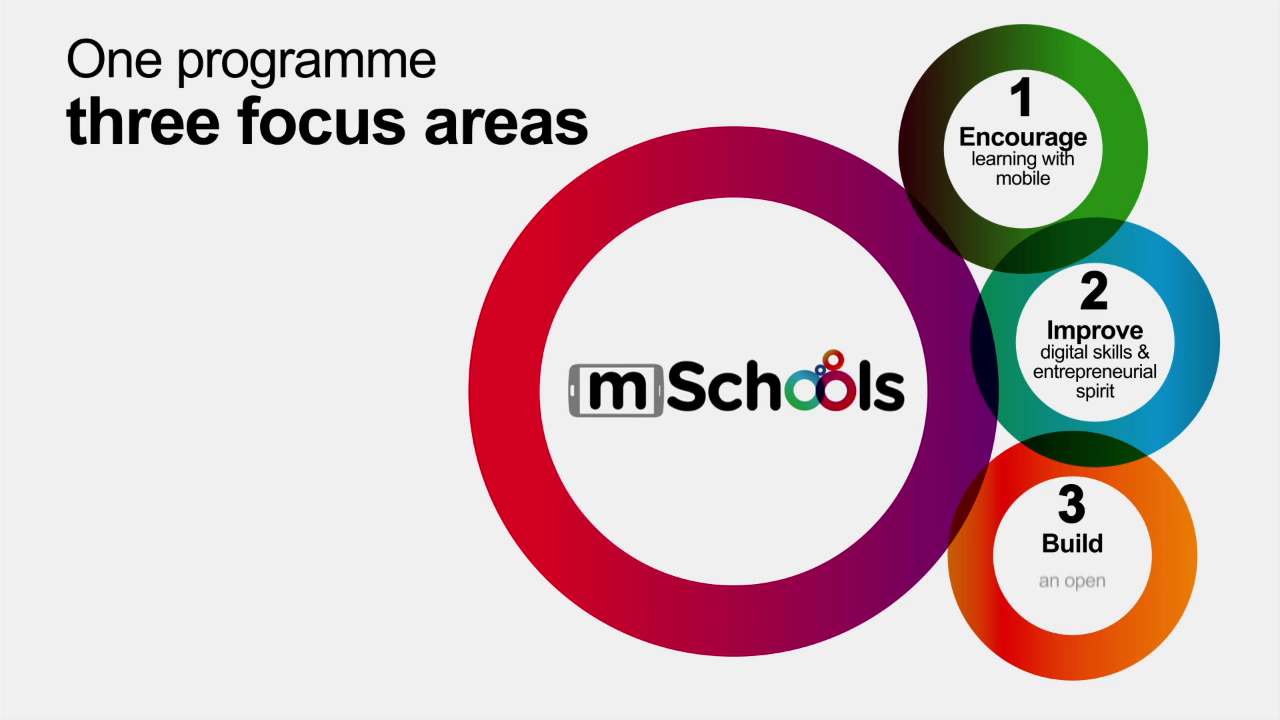 One programme
three focus areas
mSchools
1
Encourage
learning with
mobile
2
Improve
digital skills &
entrepreneurial
spirit
3
Build
an open